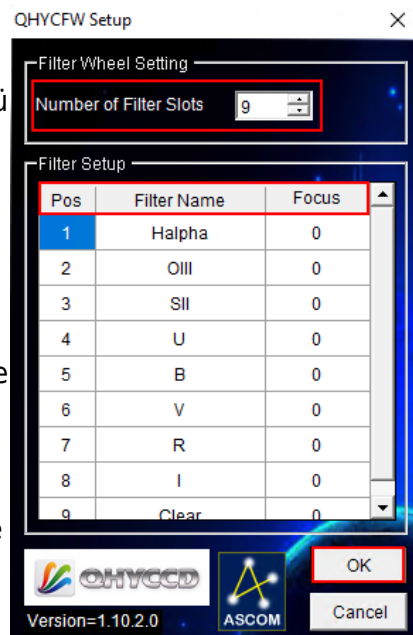 QHYCFW Setup
Filter Wheel Setting
ü
Number of Filter Slots 9
Filter Setup
Pos Filter Name Focus
1 Halpha 0
2 OIII 0
3 SII 0
4 U 0
5 B 0
e
6 V 0
7 R 0
8 I 0
9 Clear 0
e
QHYCCD
OK
Version=1.10.2.0
ASCOM
Cancel